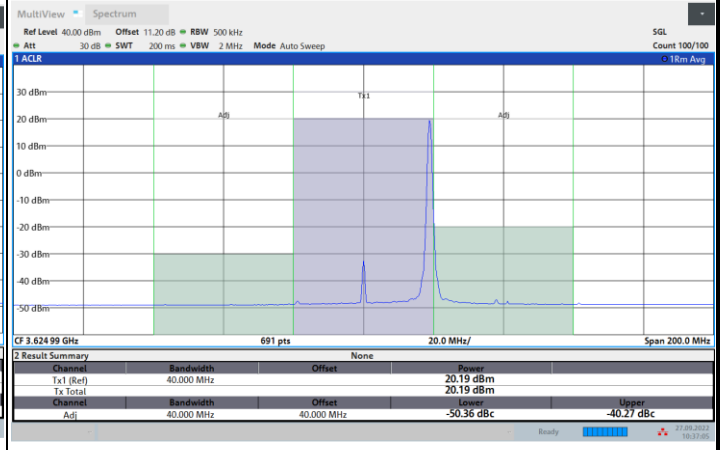 MultiView Spectrum
Ref Level 40.00 dBm Offset 11.20 dB RBW 500 kHz SGL
Att 30 dB SWT 200 ms VBW 2 MHz Mode Auto Sweep Count 100/100
1 ACLR 1Rm Avg
Tx1
Adj Adj
30 dBm
20 dBm
10 dBm
0 dBm
-10 dBm
-20 dBm
-30 dBm
-40 dBm
-50 dBm
CF 3.624 99 GHz 691 pts 20.0 MHz/ Span 200.0 MHz
2 Result Summary None
Channel Bandwidth Offset Power
Tx1 (Ref) 40.000 MHz 20.19 dBm
Tx Total 20.19 dBm
Channel Bandwidth Offset Lower Upper
Adj 40.000 MHz 40.000 MHz -50.36 dBc -40.27 dBc
Ready 27.09.2022
10:37:05